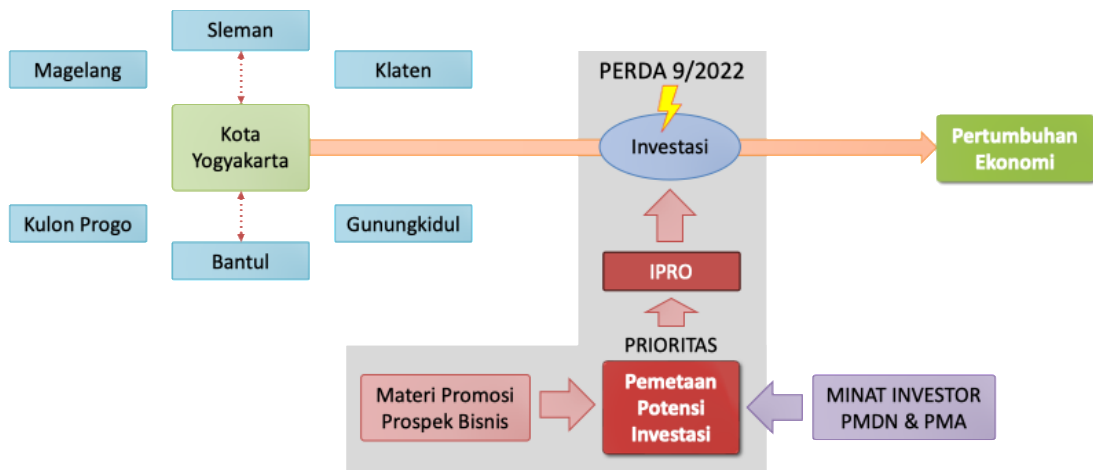 Sleman
Magelang
Klaten
Kota
Yogyakarta
Kulon Progo
Gunungkidul
Bantul
PERDA 9/2022
Investasi
Pertumbuhan
Ekonomi
IPRO
PRIORITAS
Materi Promosi
Prospek Bisnis
Pemetaan
Potensi
Investasi
MINAT INVESTOR
PMDN & PMA